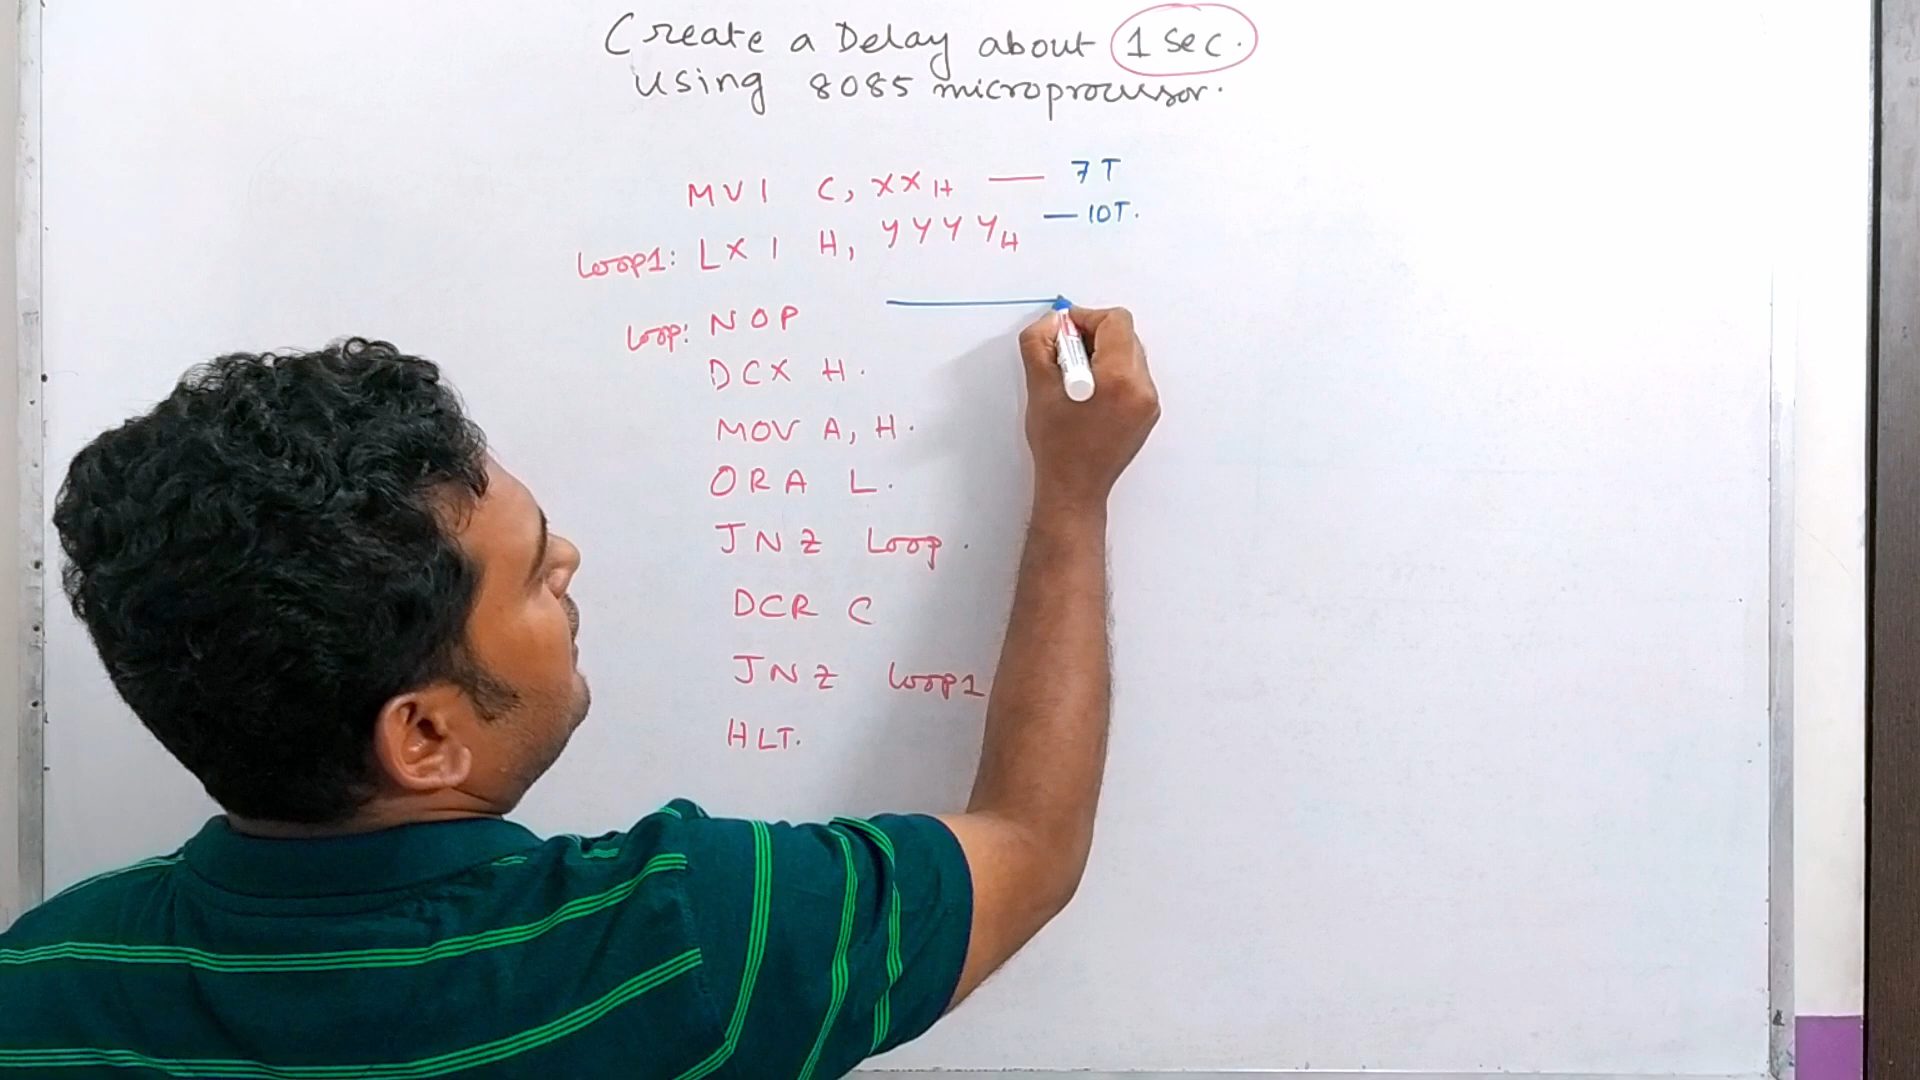 Create a Delay about 1 sec.
using 8085 microprocessor.
MVI C, XXH — 7T
Loop1: LXI H, YYYYH — 10T.
Loop: NOP
DCX H.
MOV A, H.
ORA L.
JNZ Loop.
DCR C
JNZ Loop1
HLT.